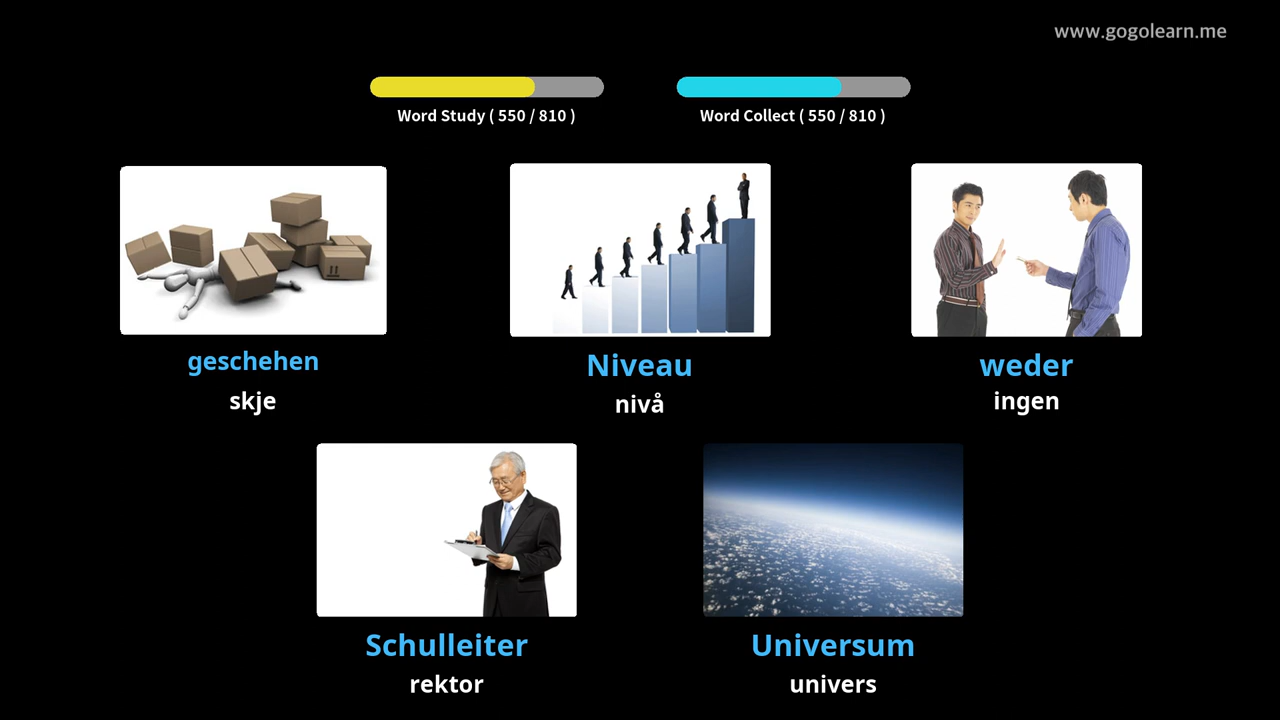 www.gogolearn.me
Word Study ( 550 / 810 )
Word Collect ( 550 / 810 )
geschehen
skje
Niveau
nivå
weder
ingen
Schulleiter
rektor
Universum
univers